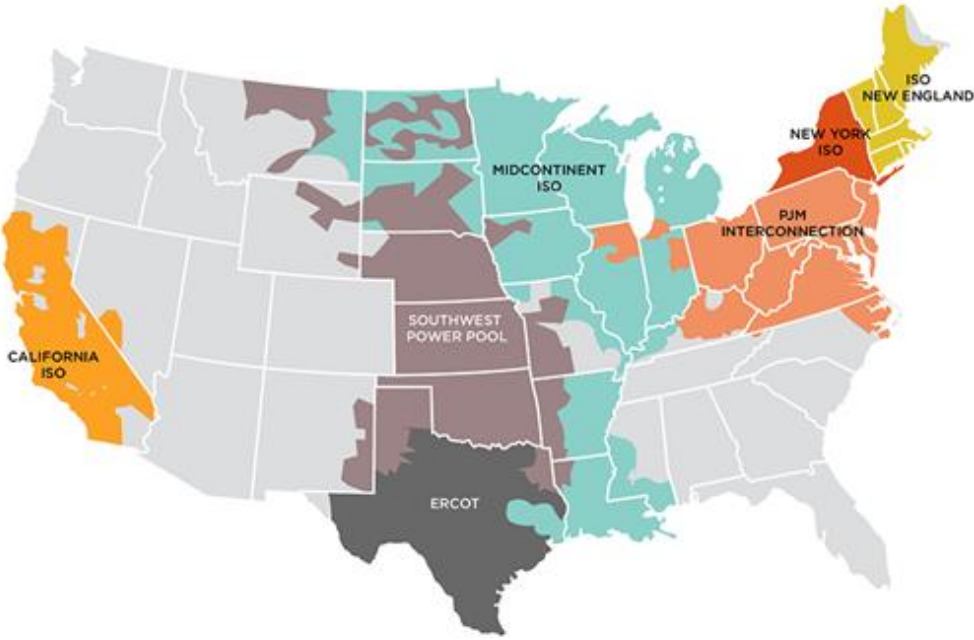 ISO
NEW ENGLAND
NEW YORK
ISO
MIDCONTINENT
ISO
PJM
INTERCONNECTION
SOUTHWEST
POWER POOL
CALIFORNIA
ISO
ERCOT